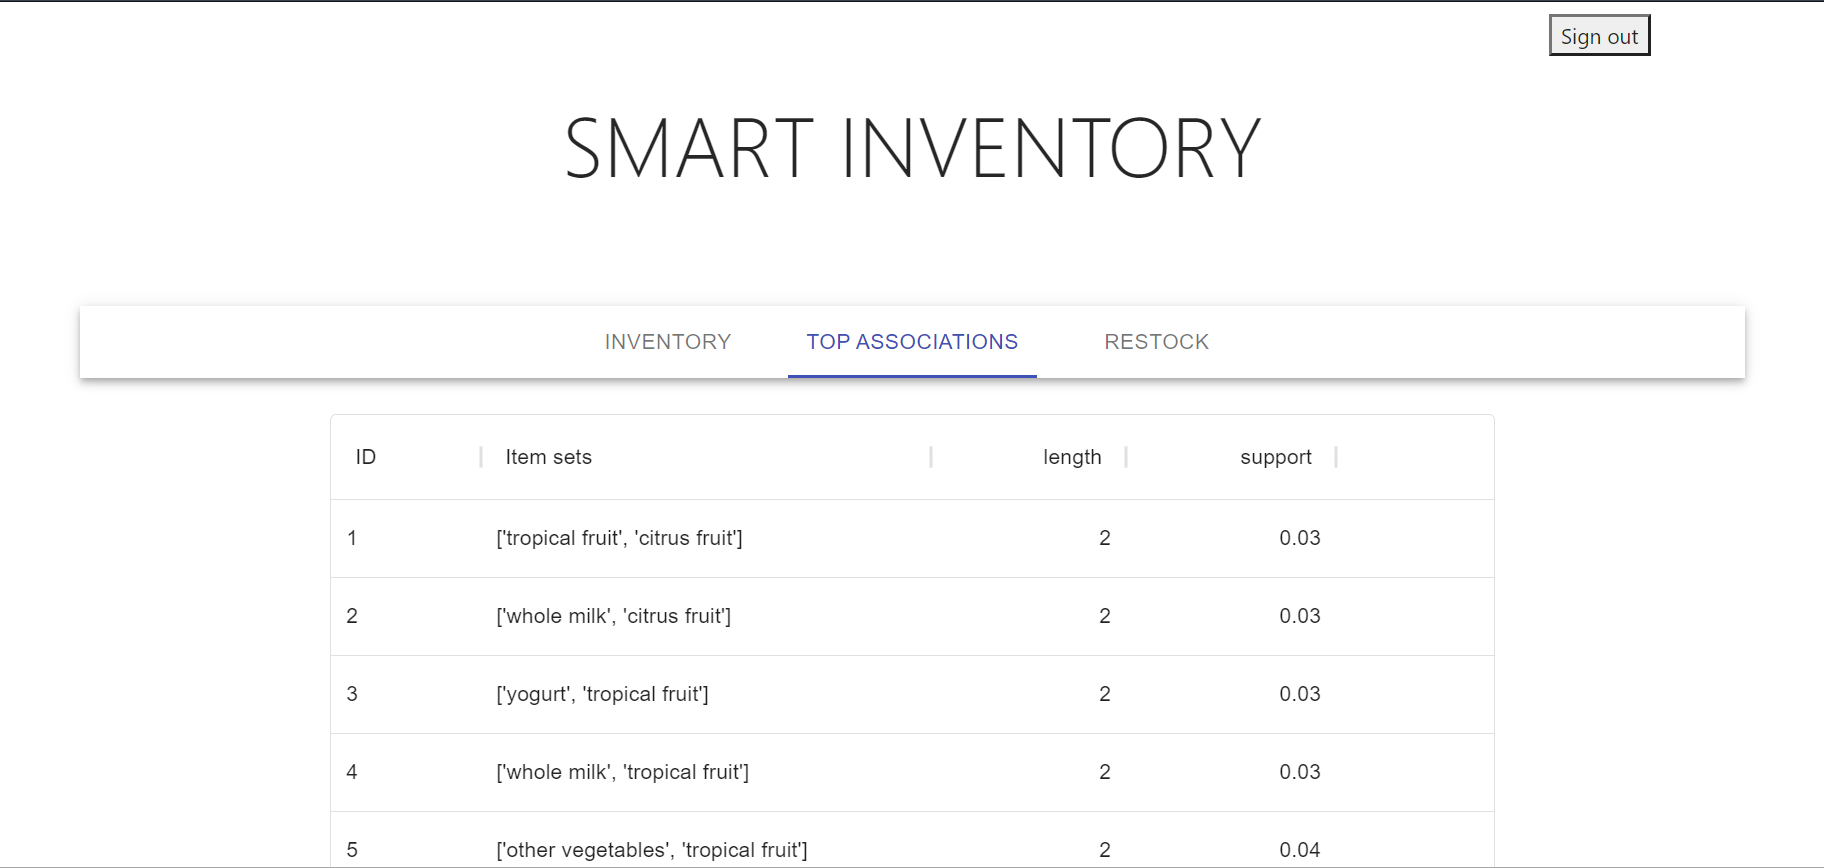 Sign out
SMART INVENTORY
INVENTORY TOP ASSOCIATIONS RESTOCK
ID Item sets length support
1 ['tropical fruit', 'citrus fruit'] 2 0.03
2 ['whole milk', 'citrus fruit'] 2 0.03
3 ['yogurt', 'tropical fruit'] 2 0.03
4 ['whole milk', 'tropical fruit'] 2 0.03
5 ['other vegetables', 'tropical fruit'] 2 0.04